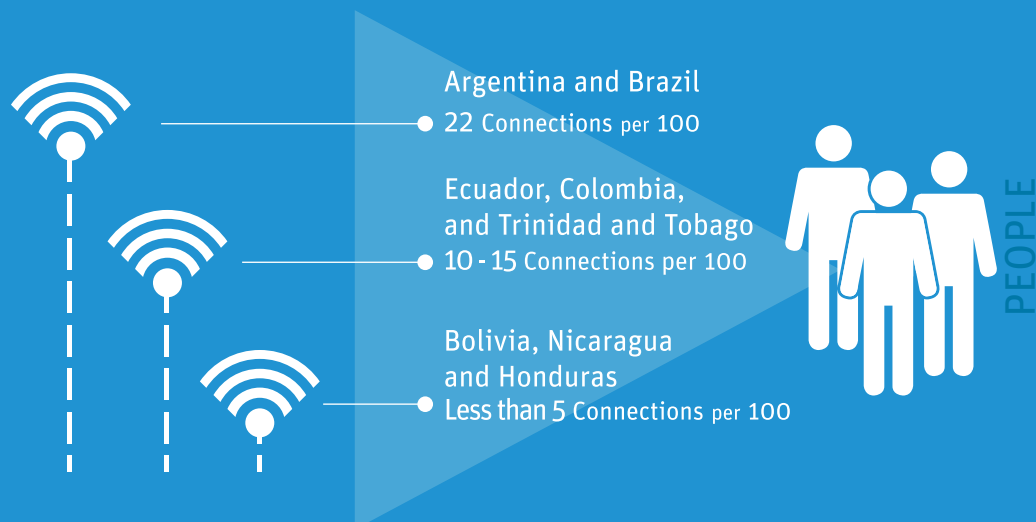 Argentina and Brazil
22 Connections per 100
Ecuador, Colombia,
and Trinidad and Tobago
10 - 15 Connections per 100
Bolivia, Nicaragua
and Honduras
Less than 5 Connections per 100
PEOPLE